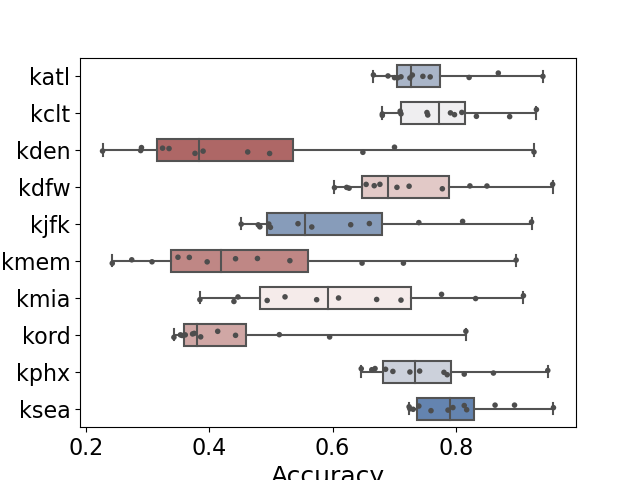 katl
kclt
kden
kdfw
kjfk
kmem
kmia
kord
kphx
ksea
0.2 0.4 0.6 0.8
Accuracy